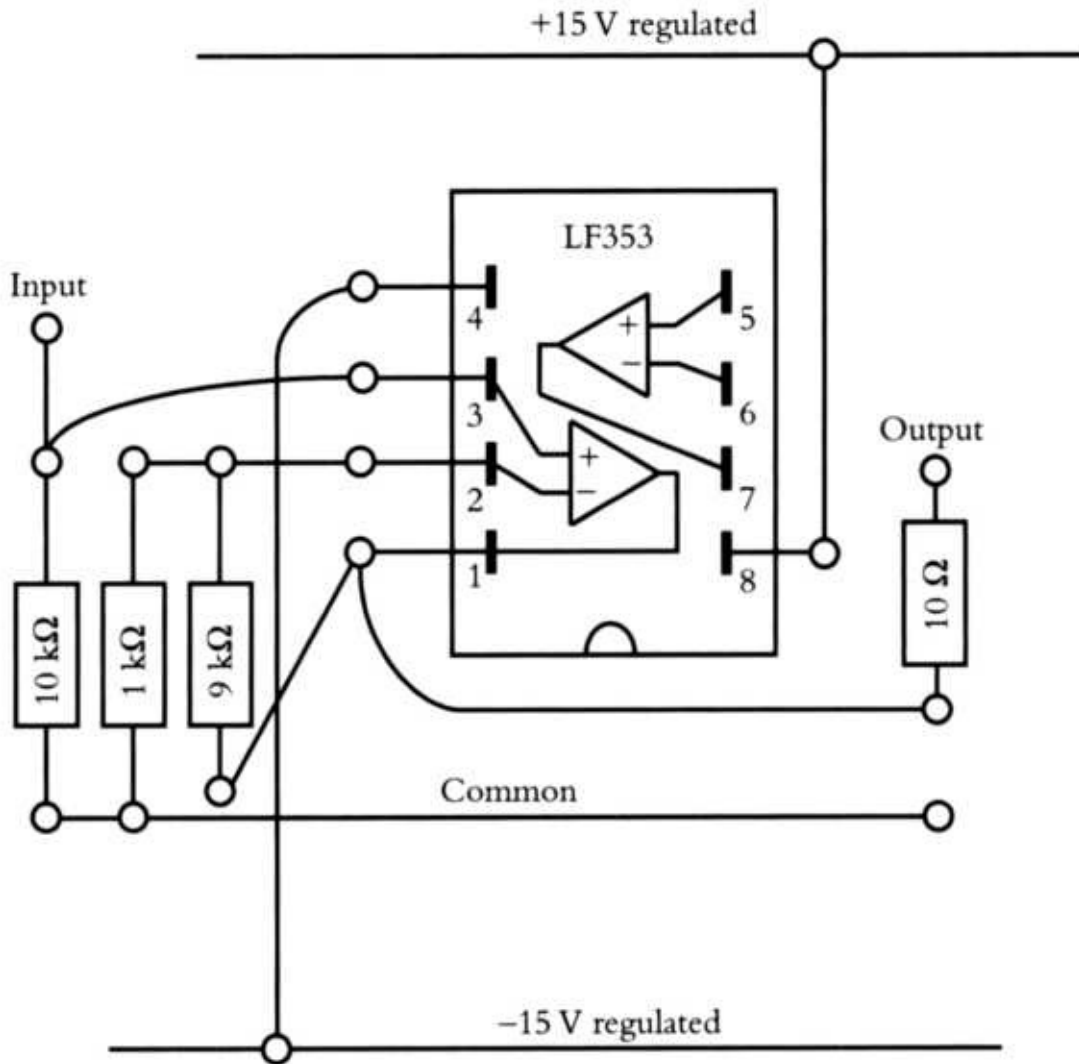 +15 V regulated
LF353
Input
4
5
+
−
3
6
Output
+
−
2
7
1
8
10 kΩ
1 kΩ
9 kΩ
10 Ω
Common
−15 V regulated